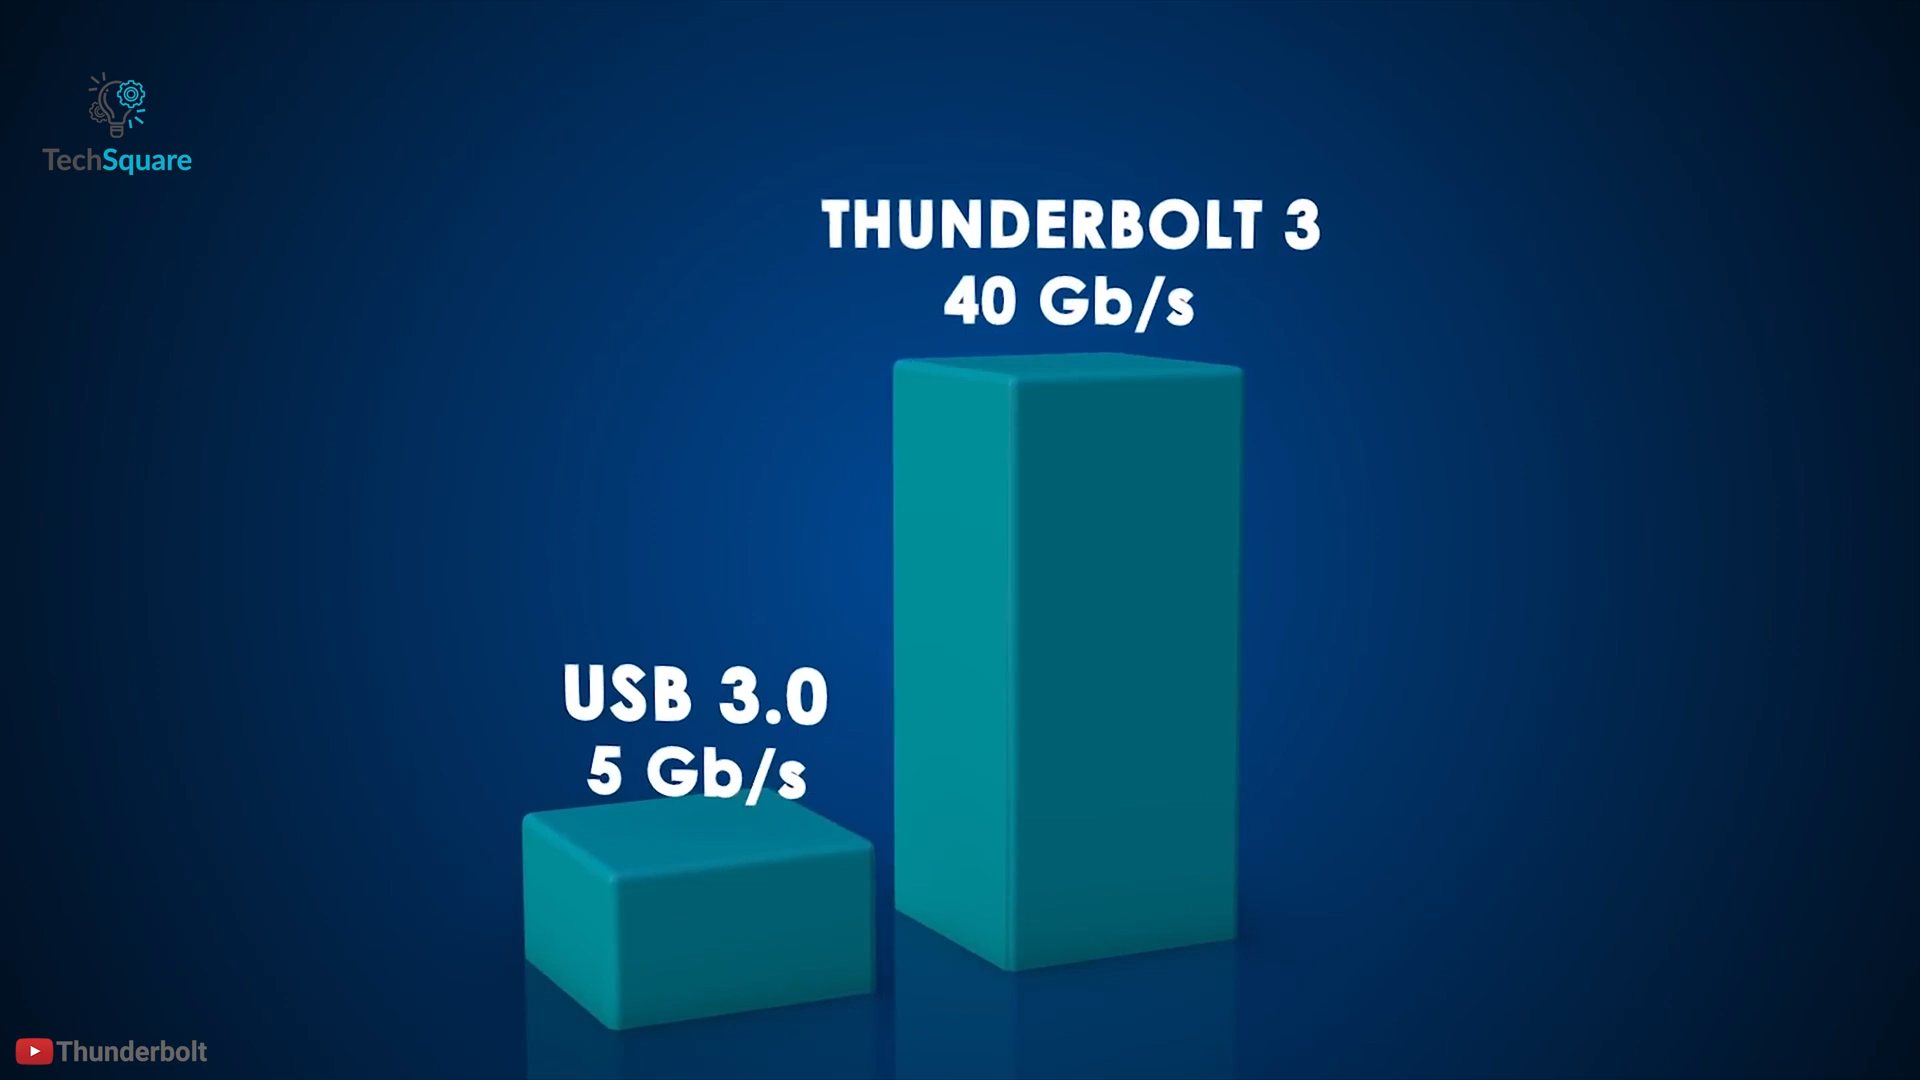 TechSquare
THUNDERBOLT 3
40 Gb/s
USB 3.0
5 Gb/s
Thunderbolt